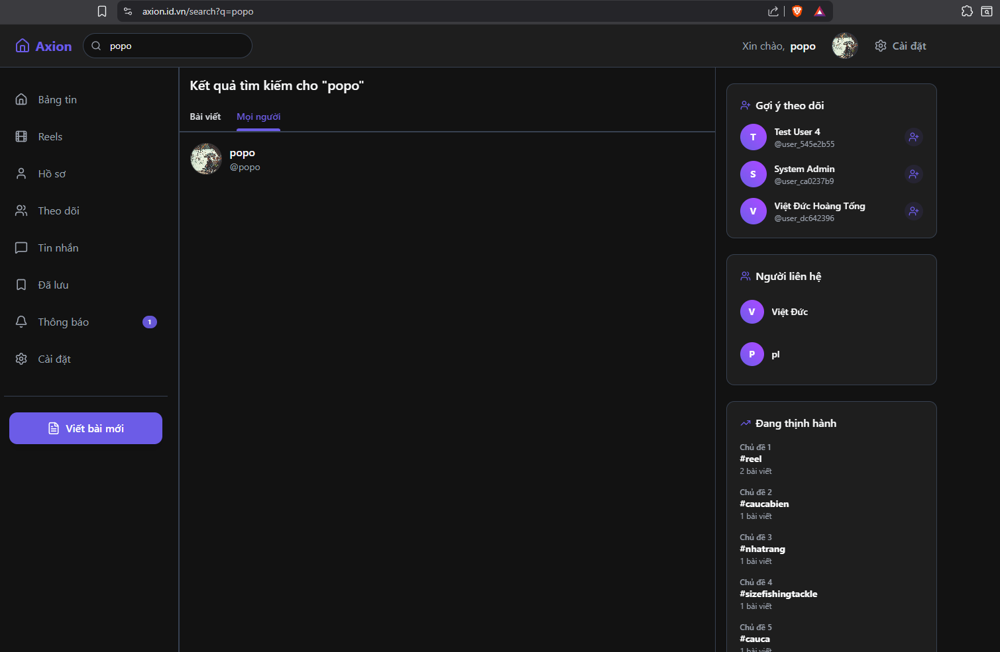 axion.id.vn/search?q=popo
Axion
popo
Xin chào, popo
Cài đặt
Bảng tin
Reels
Hồ sơ
Theo dõi
Tin nhắn
Đã lưu
Thông báo
1
Cài đặt
Viết bài mới
Kết quả tìm kiếm cho "popo"
Bài viết
Mọi người
popo
@popo
Gợi ý theo dõi
T
Test User 4
@user_545e2b55
S
System Admin
@user_ca0237b9
V
Việt Đức Hoàng Tống
@user_dc642396
Người liên hệ
V
Việt Đức
P
pl
Đang thịnh hành
Chủ đề 1
#reel
2 bài viết
Chủ đề 2
#caucabien
1 bài viết
Chủ đề 3
#nhatrang
1 bài viết
Chủ đề 4
#sizefishingtackle
1 bài viết
Chủ đề 5
#cauca
1 bài viết